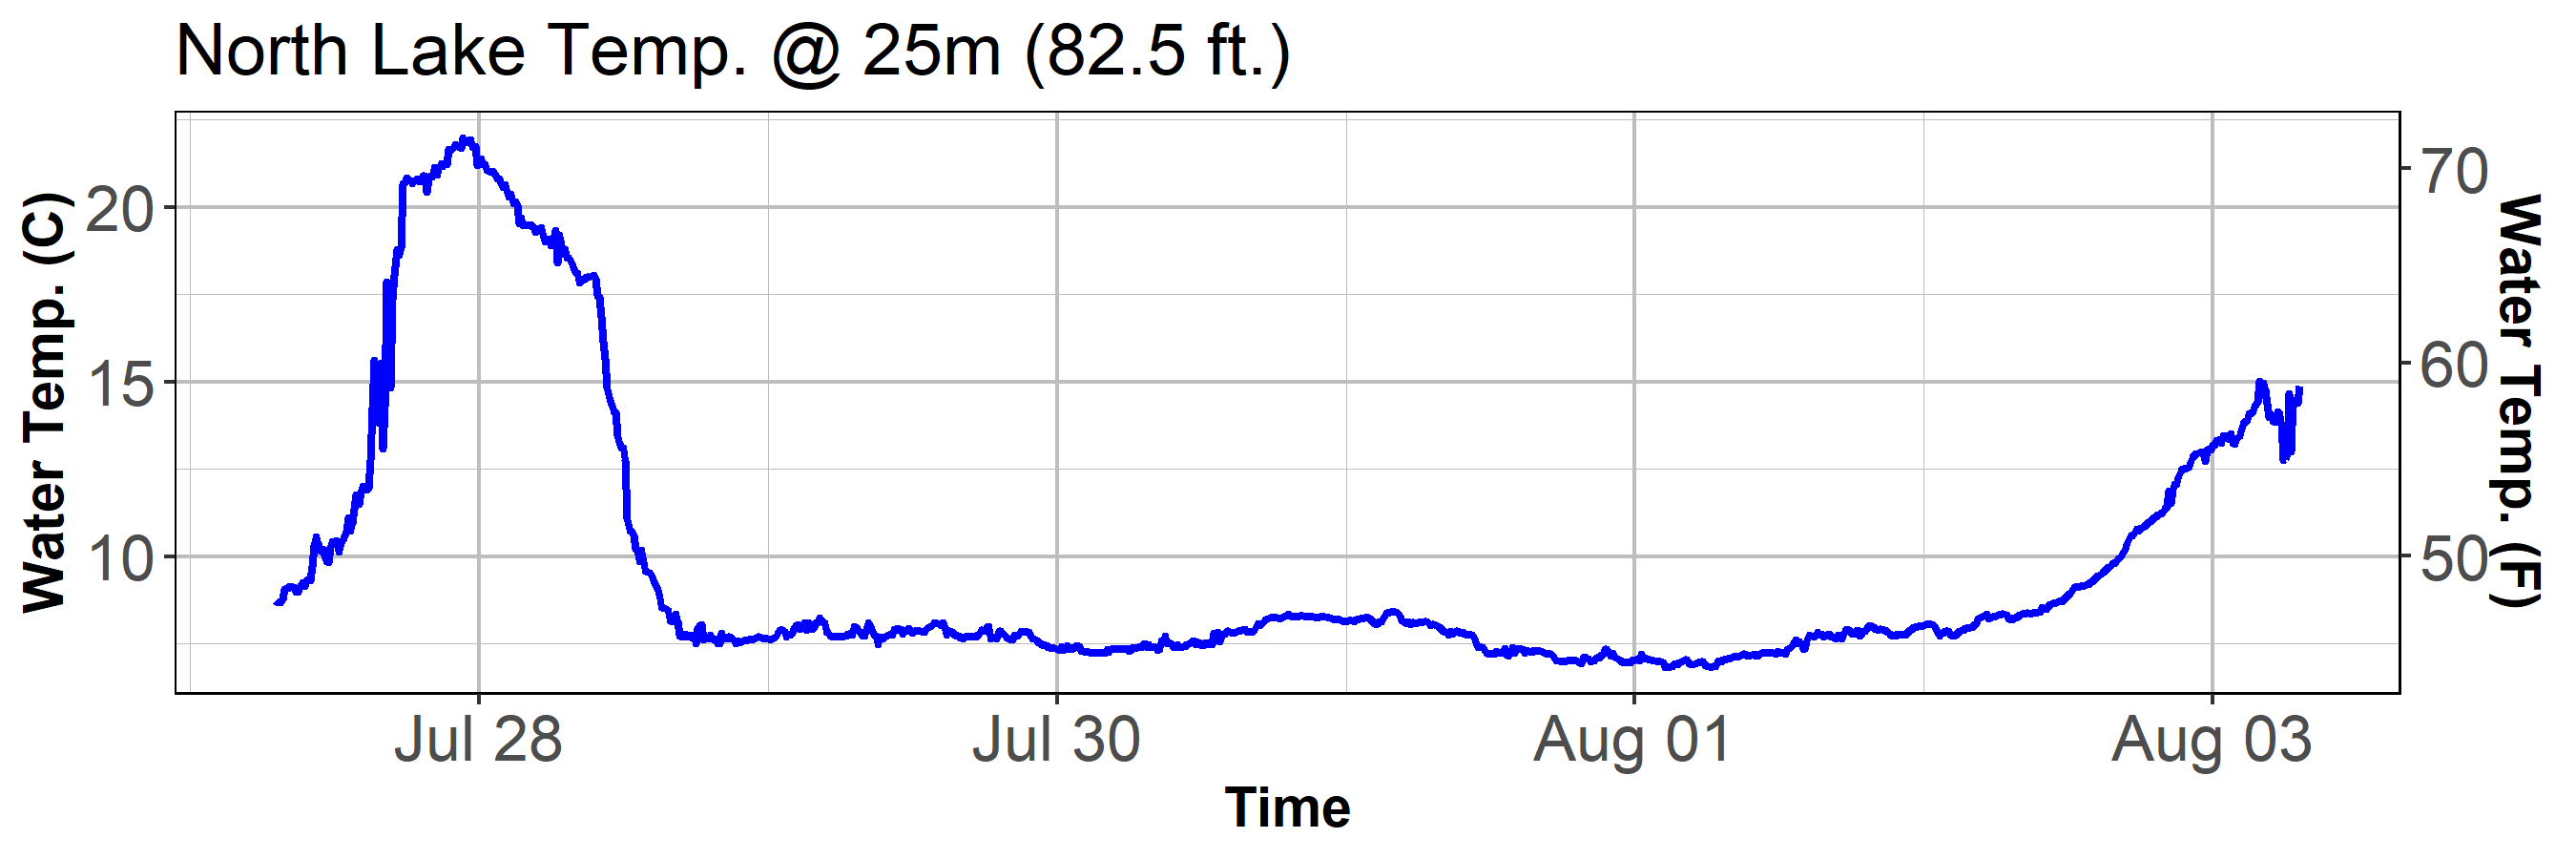 North Lake Temp. @ 25m (82.5 ft.)
Water Temp. (C)
20
15
10
70
60
50
Water Temp. (F)
Jul 28
Jul 30
Aug 01
Aug 03
Time